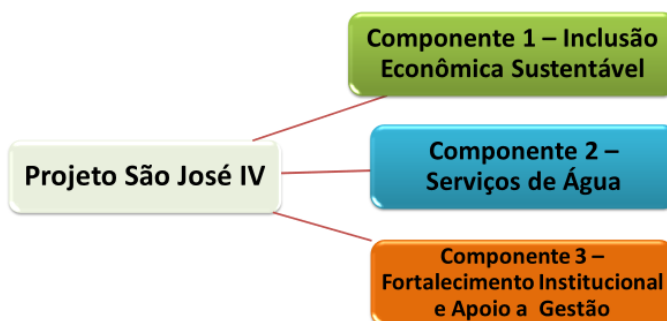 Componente 1 – Inclusão
Econômica Sustentável
Projeto São José IV
Componente 2 –
Serviços de Água
Componente 3 –
Fortalecimento Institucional
e Apoio a Gestão